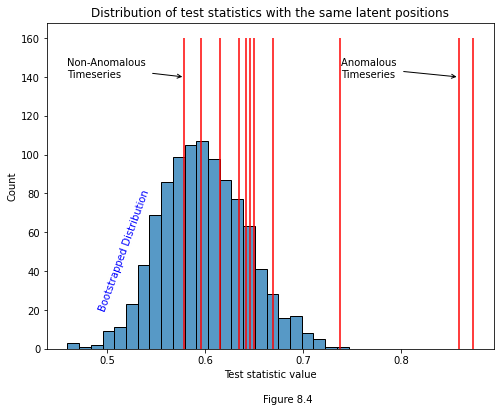 Distribution of test statistics with the same latent positions
160
140
120
100
80
60
40
20
0
Count
Non-Anomalous
Timeseries
Anomalous
Timeseries
Bootstrapped Distribution
0.5
0.6
0.7
0.8
Test statistic value
Figure 8.4